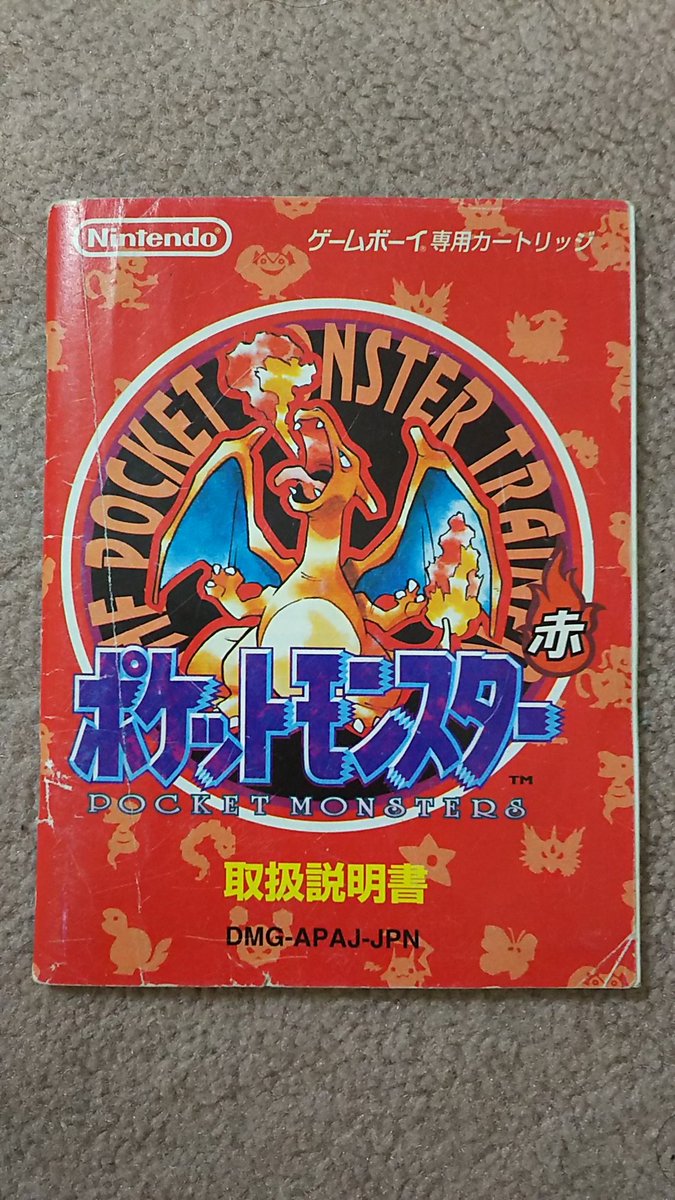 Nintendo®
ゲームボーイ®専用カートリッジ
THE POCKET MONSTER TRAINER
赤
ポケットモンスター
TM
POCKET MONSTERS
取扱説明書
DMG-APAJ-JPN